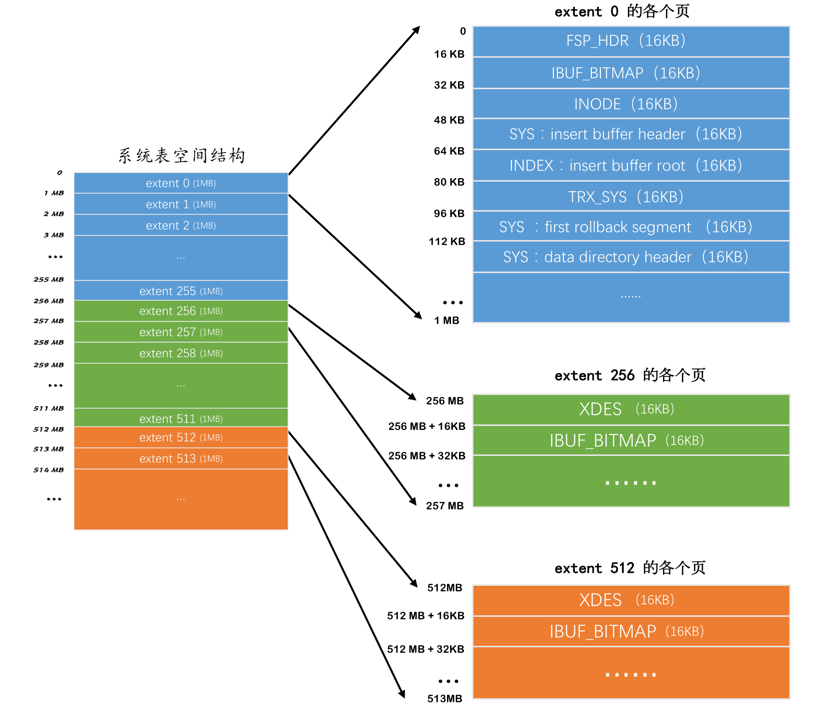 系统表空间结构
0
extent 0 (1MB)
1 MB
extent 1 (1MB)
2 MB
extent 2 (1MB)
3 MB
...
...
255 MB
extent 255 (1MB)
256 MB
extent 256 (1MB)
257 MB
extent 257 (1MB)
258 MB
extent 258 (1MB)
259 MB
...
...
511 MB
extent 511 (1MB)
512 MB
extent 512 (1MB)
513 MB
extent 513 (1MB)
514 MB
...
...
extent 0 的各个页
0
FSP_HDR（16KB）
16 KB
IBUF_BITMAP（16KB）
32 KB
INODE（16KB）
48 KB
SYS：insert buffer header（16KB）
64 KB
INDEX：insert buffer root（16KB）
80 KB
TRX_SYS（16KB）
96 KB
SYS ：first rollback segment （16KB）
112 KB
SYS：data directory header（16KB）
......
...
1 MB
extent 256 的各个页
256 MB
XDES （16KB）
256 MB + 16KB
IBUF_BITMAP（16KB）
256 MB + 32KB
......
...
257 MB
extent 512 的各个页
512MB
XDES （16KB）
512 MB + 16KB
IBUF_BITMAP（16KB）
512 MB + 32KB
......
...
513MB